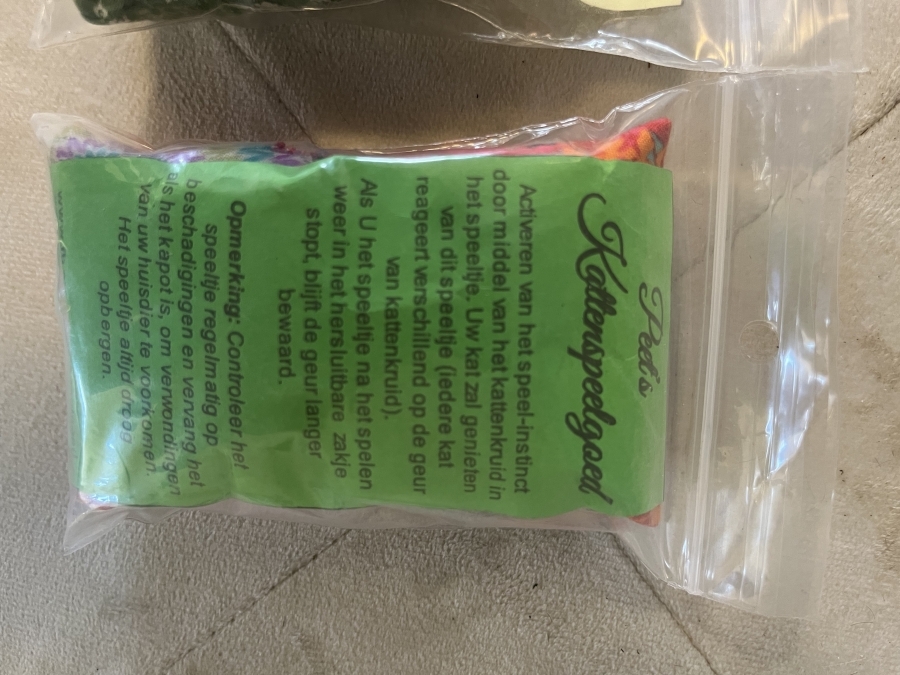 Peet's
Kattenspeelgoed
Activeren van het speel-instinct
door middel van het kattenkruid in
het speeltje. Uw kat zal genieten
van dit speeltje (iedere kat
reageert verschillend op de geur
van kattenkruid).
Als U het speeltje na het spelen
weer in het hersluitbare zakje
stopt, blijft de geur langer
bewaard.
Opmerking: Controleer het
speeltje regelmatig op
beschadigingen en vervang het
als het kapot is, om verwondingen
van uw huisdier te voorkomen.
Het speeltje altijd droog
opbergen.